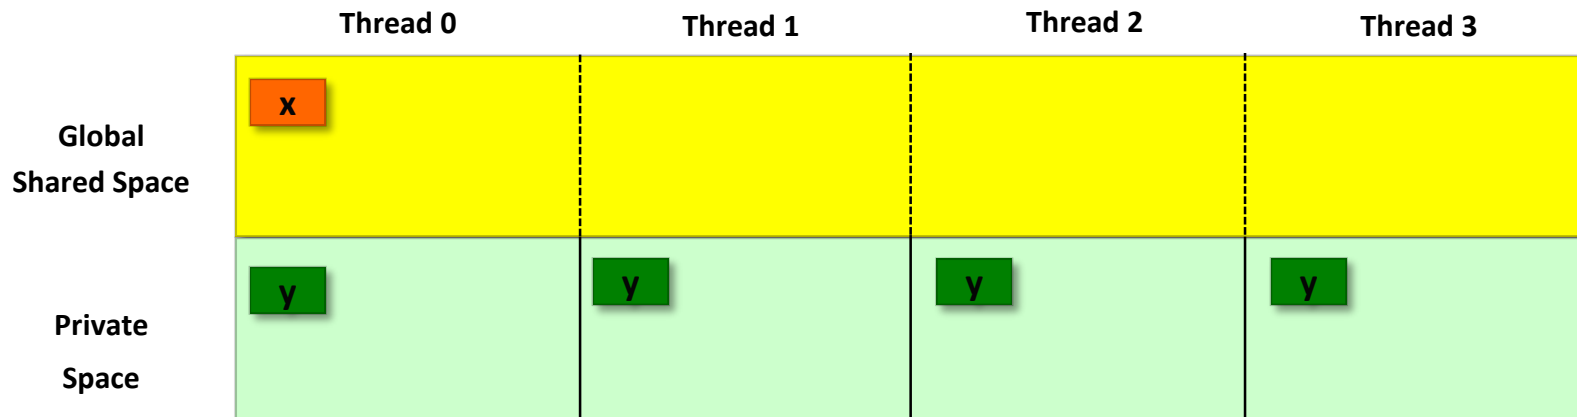 Thread 0
Thread 1
Thread 2
Thread 3
Global
Shared Space
x
Private
Space
y
y
y
y